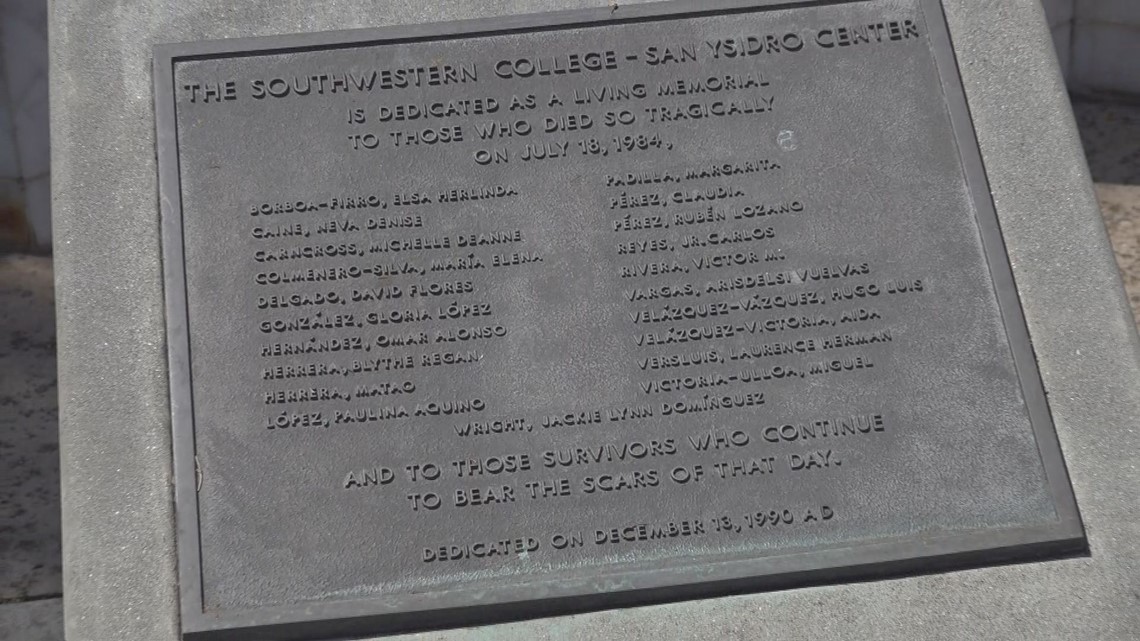 THE SOUTHWESTERN COLLEGE - SAN YSIDRO CENTER
IS DEDICATED AS A LIVING MEMORIAL
TO THOSE WHO DIED SO TRAGICALLY
ON JULY 18, 1984.
BORBOA-FIRRO, ELSA HERLINDA
CAINE, NEVA DENISE
CARNCROSS, MICHELLE DEANNE
COLMENERO-SILVA, MARÍA ELENA
DELGADO, DAVID FLORES
GONZÁLEZ, GLORIA LÓPEZ
HERNÁNDEZ, OMAR ALONSO
HERRERA, BLYTHE REGAN
HERRERA, MATAO
LÓPEZ, PAULINA AQUINO
PADILLA, MARGARITA
PÉREZ, CLAUDIA
PÉREZ, RUBÉN LOZANO
REYES, JR. CARLOS
RIVERA, VICTOR M.
VARGAS, ARISDELSI VUELVAS
VELÁZQUEZ-VÁZQUEZ, HUGO LUIS
VELÁZQUEZ-VICTORIA, AIDA
VERSLUIS, LAURENCE HERMAN
VICTORIA-ULLOA, MIGUEL
WRIGHT, JACKIE LYNN DOMÍNGUEZ
AND TO THOSE SURVIVORS WHO CONTINUE
TO BEAR THE SCARS OF THAT DAY.
DEDICATED ON DECEMBER 13, 1990 AD